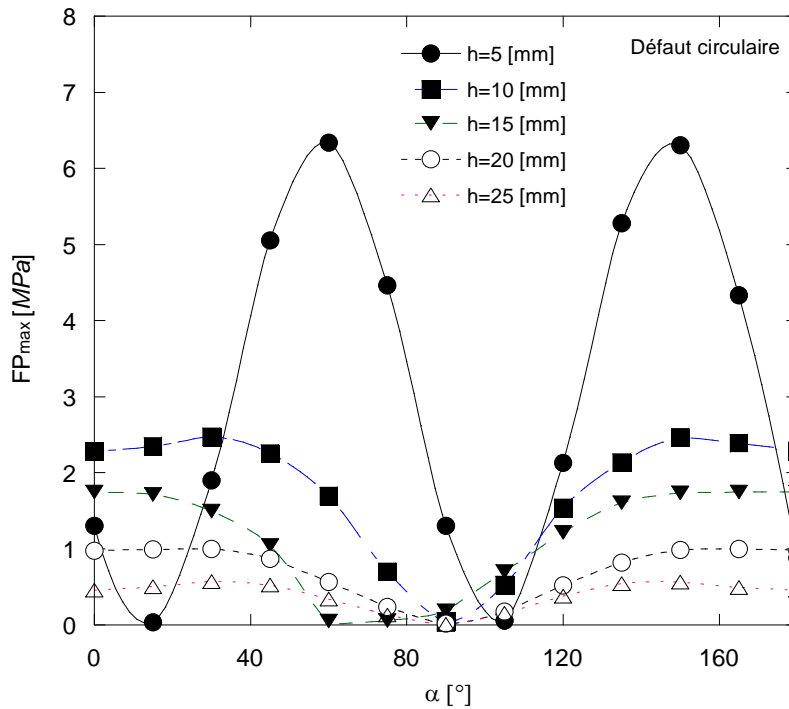 8
Défaut circulaire
h=5 [mm]
7
h=10 [mm]
h=15 [mm]
6
h=20 [mm]
h=25 [mm]
5
4
FPmax [MPa]
3
2
1
0
0 40 80 120 160
α [°]